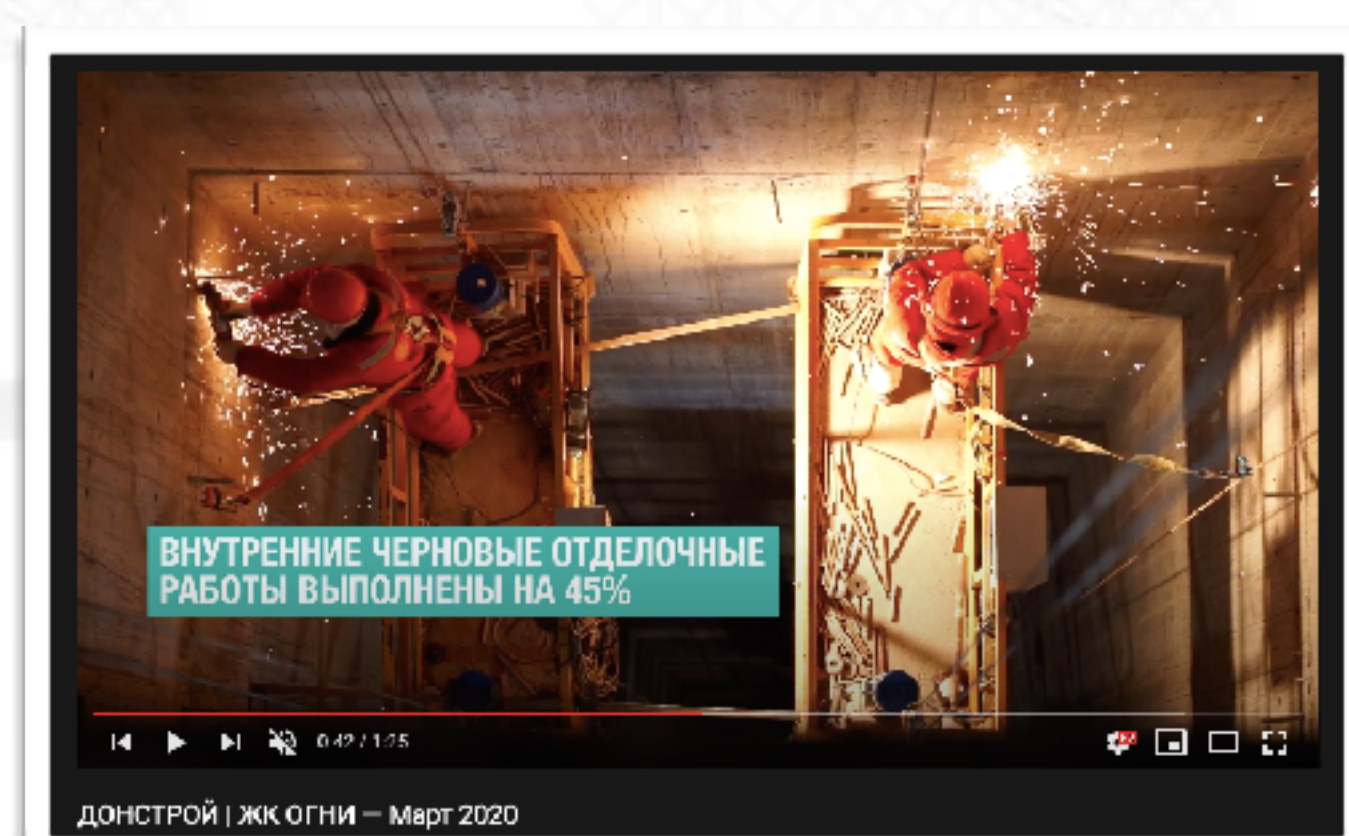 ВНУТРЕННИЕ ЧЕРНОВЫЕ ОТДЕЛОЧНЫЕ
РАБОТЫ ВЫПОЛНЕНЫ НА 45%
0:42 / 1:25
ДОНСТРОЙ | ЖК ОГНИ — Март 2020